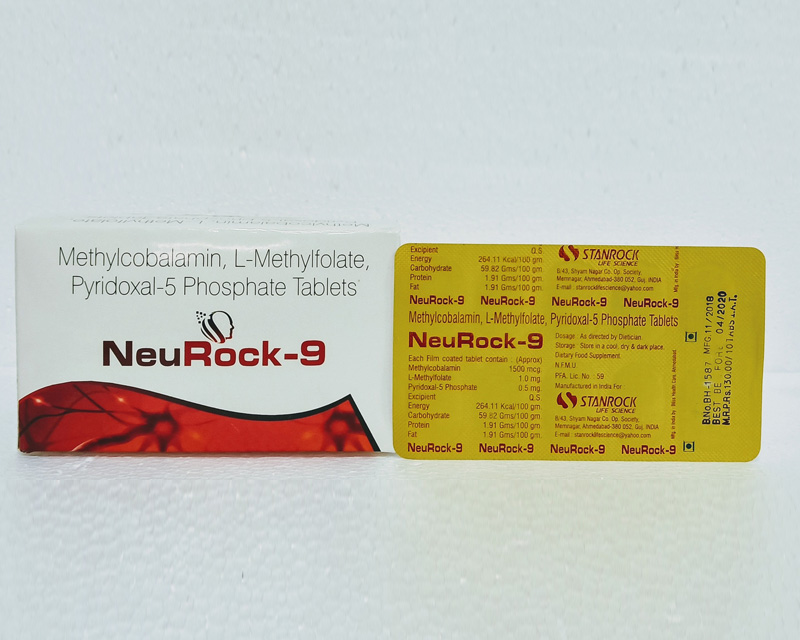 Methylcobalamin, L-Methylfolate,
Pyridoxal-5 Phosphate Tablets
NeuRock-9
Excipient Q.S.
Energy 264.11 Kcal/100 gm.
Carbohydrate 59.82 Gms/100 gm.
Protein 1.91 Gms/100 gm.
Fat 1.91 Gms/100 gm.
STANROCK
LIFE SCIENCE
B/43, Shyam Nagar Co. Op. Society,
Memnagar, Ahmedabad-380 052, Guj, INDIA
E-mail : stanrocklifescience@yahoo.com
NeuRock-9 NeuRock-9 NeuRock-9 NeuRock-9
Methylcobalamin, L-Methylfolate, Pyridoxal-5 Phosphate Tablets
NeuRock-9
Each Film coated tablet contain : (Approx)
Methylcobalamin 1500 mcg.
L-Methylfolate 1.0 mg.
Pyridoxal-5 Phosphate 0.5 mg.
Excipient Q.S.
Energy 264.11 Kcal/100 gm.
Carbohydrate 59.82 Gms/100 gm.
Protein 1.91 Gms/100 gm.
Fat 1.91 Gms/100 gm.
Dosage : As directed by Dietician.
Storage : Store in a cool, dry & dark place.
Dietary Food Supplement.
N.F.M.U.
P.F.A. Lic. No. : 59
Manufactured in India For
STANROCK
LIFE SCIENCE
B/43, Shyam Nagar Co. Op. Society,
Memnagar, Ahmedabad-380 052, Guj, INDIA
E-mail : stanrocklifescience@yahoo.com
NeuRock-9 NeuRock-9 NeuRock-9 NeuRock-9
MFG.11/2018
BEST BE FORE 04/2020
M.R.P.Rs.130.00/10TABS